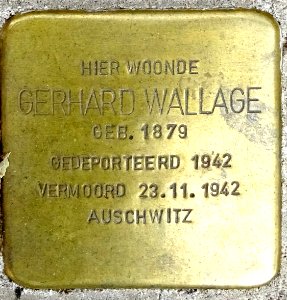 HIER WOONDE
GERHARD WALLAGE
GEB. 1879
GEDEPORTEERD 1942
VERMOORD 23.11.1942
AUSCHWITZ